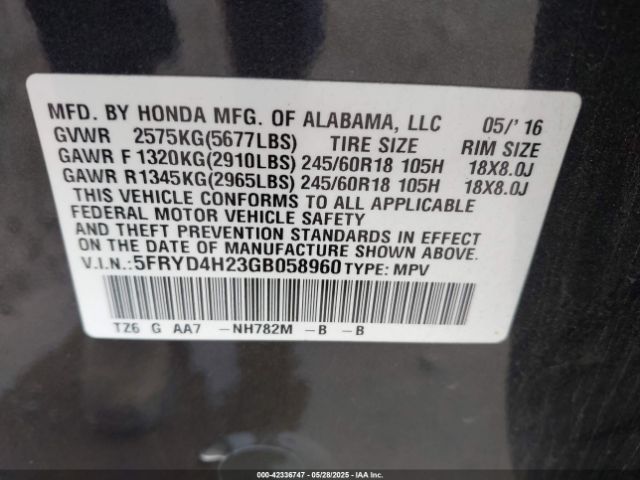 MFD. BY HONDA MFG. OF ALABAMA, LLC 05/' 16
GVWR 2575KG(5677LBS) TIRE SIZE RIM SIZE
GAWR F 1320KG(2910LBS) 245/60R18 105H 18X8.0J
GAWR R1345KG(2965LBS) 245/60R18 105H 18X8.0J
THIS VEHICLE CONFORMS TO ALL APPLICABLE
FEDERAL MOTOR VEHICLE SAFETY
AND THEFT PREVENTION STANDARDS IN EFFECT
ON THE DATE OF MANUFACTURE SHOWN ABOVE.
V.I.N.:5FRYD4H23GB058960 TYPE: MPV
TZ6 G AA7 -NH782M -B -B
000-42336747 - 05/28/2025 - IAA Inc.